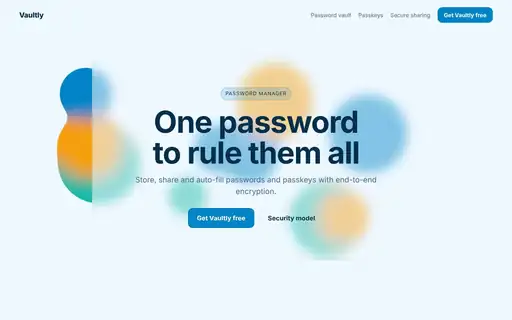 Vaultly
Password vault
Passkeys
Secure sharing
Get Vaultly free
PASSWORD MANAGER
One password
to rule them all
Store, share and auto-fill passwords and passkeys with end-to-end
encryption.
Get Vaultly free
Security model